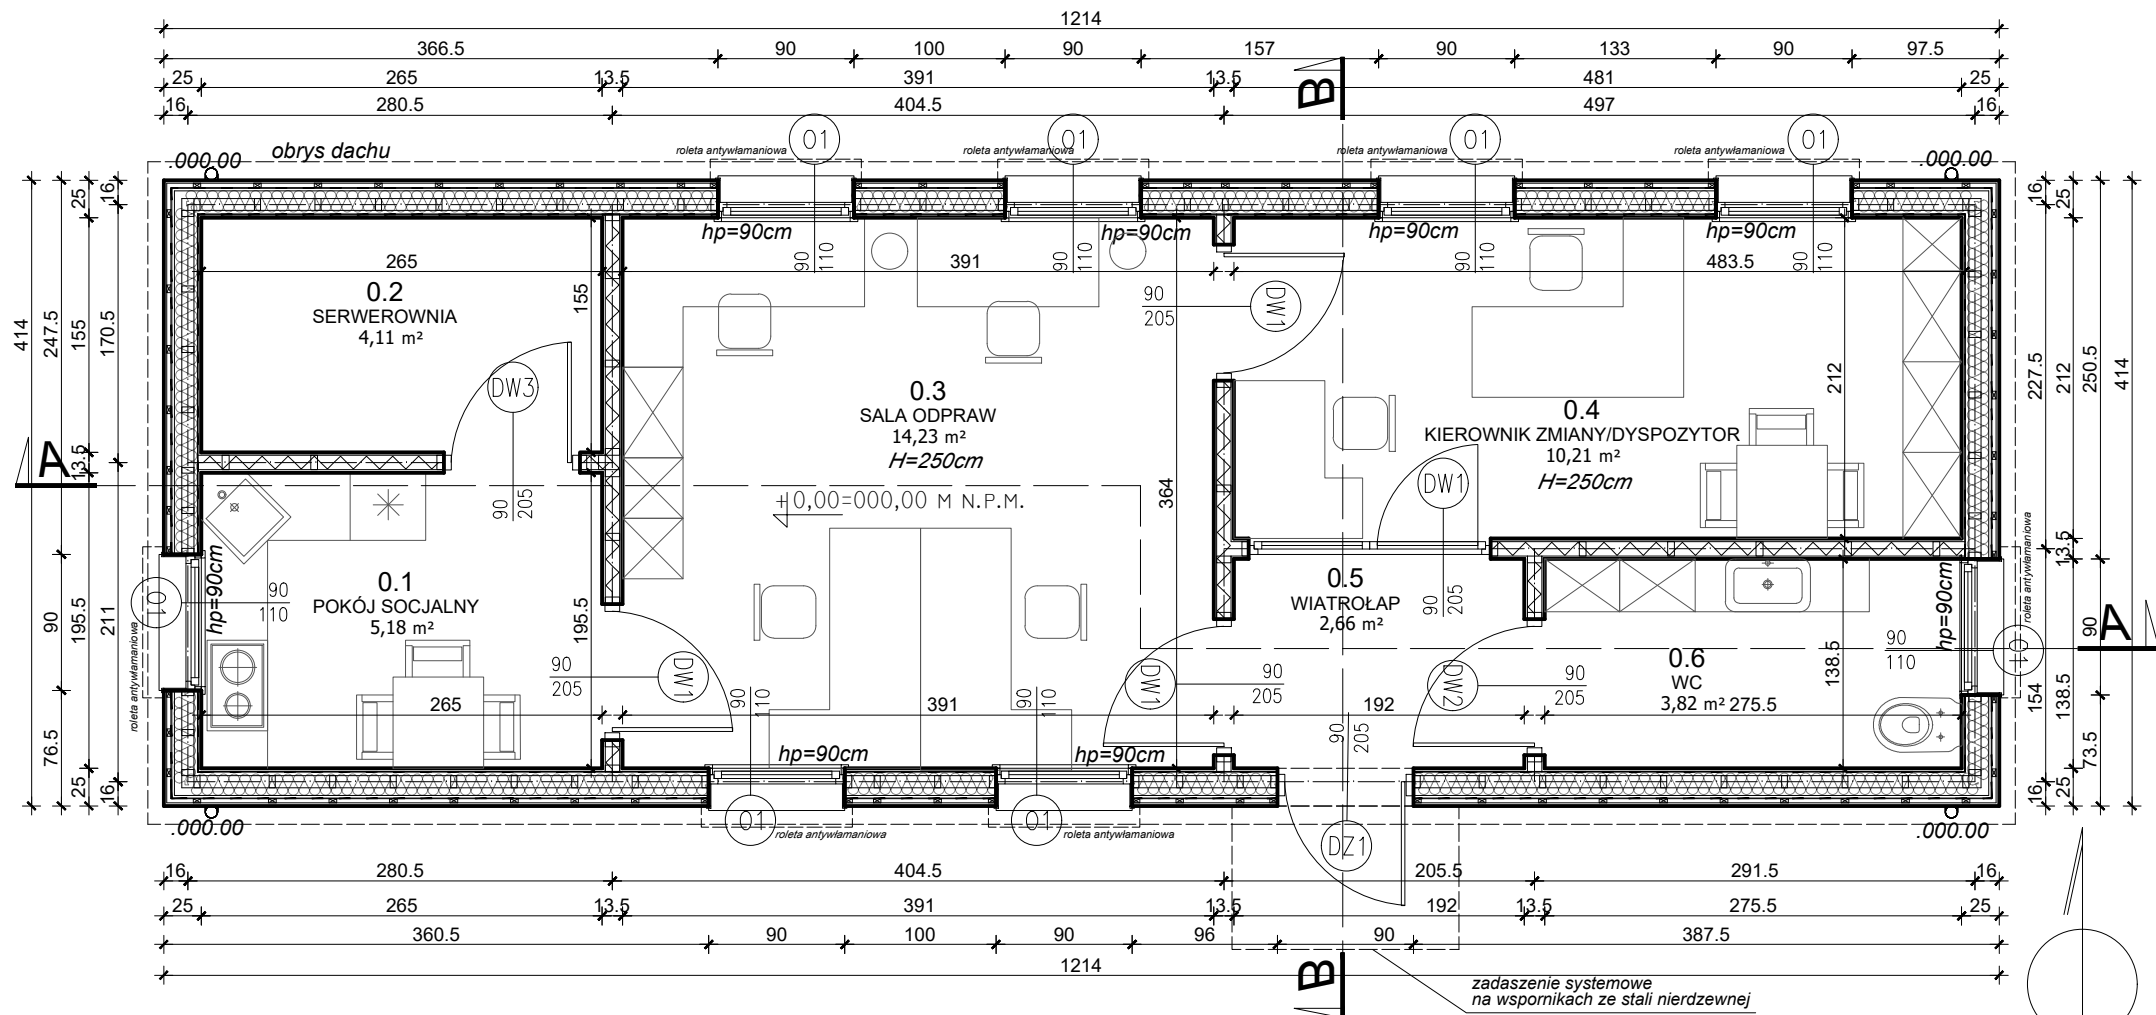 1214
366.5 90 100 90 157 90 133 90 97.5
25 265 13.5 391 13.5 481 25
16 280.5 404.5 497 16
B
O1 O1 O1 O1
roleta antywłamaniowa roleta antywłamaniowa roleta antywłamaniowa roleta antywłamaniowa
.000.00 obrys dachu .000.00
hp=90cm hp=90cm hp=90cm hp=90cm
90 110 90 110 90 110 90 110
414 247.5 25 155 13.5 195.5 25
90 76.5
16 170.5 211 16
265 391 483.5
0.2
SERWEROWNIA
4,11 m²
155
DW3
90
205
90
205
DW1
0.3
SALA ODPRAW
14,23 m²
H=250cm
+0,00=000,00 M N.P.M.
364
0.4
KIEROWNIK ZMIANY/DYSPOZYTOR
10,21 m²
H=250cm
212
DW1
90
205
A
A
16 227.5 154 16
25 212 13.5 138.5 25
250.5 90 73.5
414
O1
roleta antywłamaniowa
hp=90cm
90
110
0.1
POKÓJ SOCJALNY
5,18 m²
195.5
265
90
205
DW1
391
90 110 90 110
hp=90cm hp=90cm
DW1
90
205
0.5
WIATROŁAP
2,66 m²
192
DW2
90
205
90
205
0.6
WC
3,82 m² 275.5
138.5
90
110
hp=90cm
O1
roleta antywłamaniowa
.000.00 .000.00
O1 roleta antywłamaniowa O1 roleta antywłamaniowa
DZ1
16 280.5 404.5 205.5 291.5 16
25 265 13.5 391 13.5 192 13.5 275.5 25
360.5 90 100 90 96 90 387.5
1214
B
zadaszenie systemowe
na wspornikach ze stali nierdzewnej